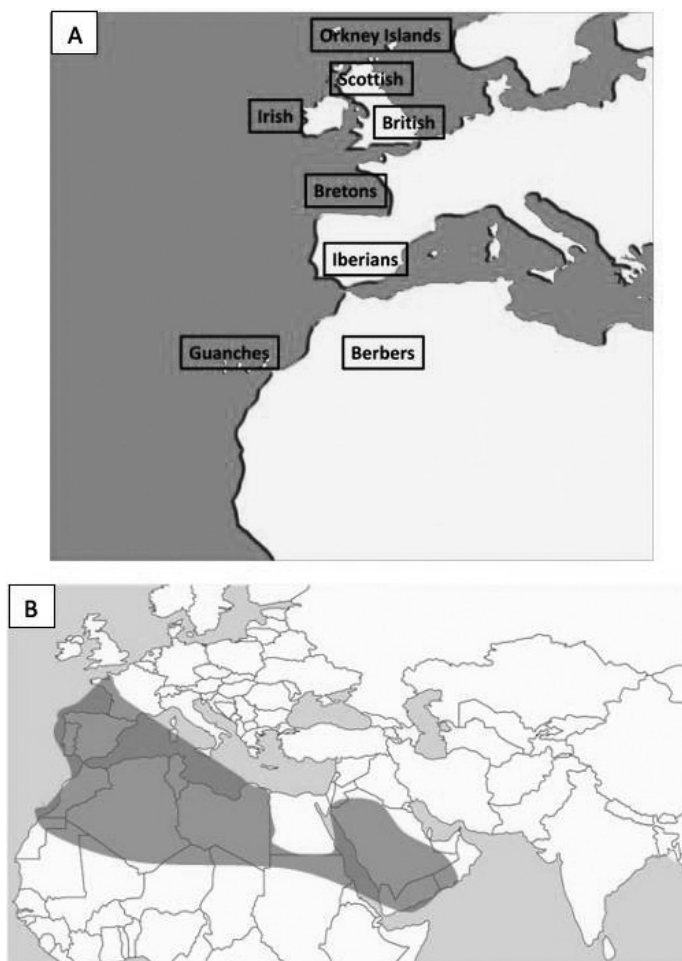 A
Orkney Islands
Scottish
Irish
British
Bretons
Iberians
Guanches
Berbers
B